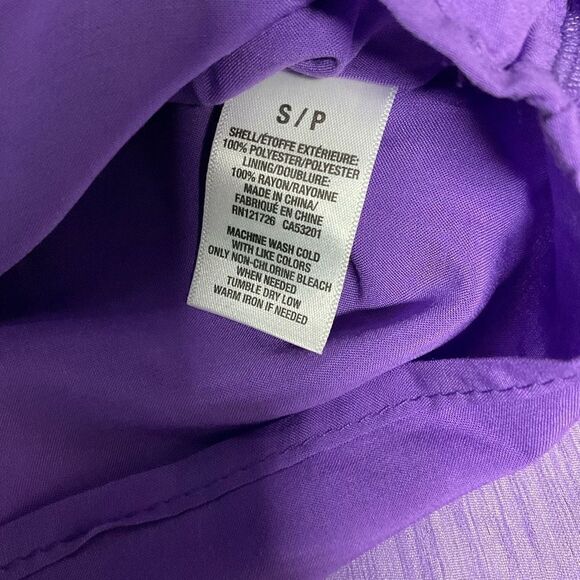 S / P
SHELL/ÉTOFFE EXTÉRIEURE:
100% POLYESTER/POLYESTER
LINING/DOUBLURE:
100% RAYON/RAYONNE
MADE IN CHINA/
FABRIQUÉ EN CHINE
RN121726 CA53201
MACHINE WASH COLD
WITH LIKE COLORS
ONLY NON-CHLORINE BLEACH
WHEN NEEDED
TUMBLE DRY LOW
WARM IRON IF NEEDED